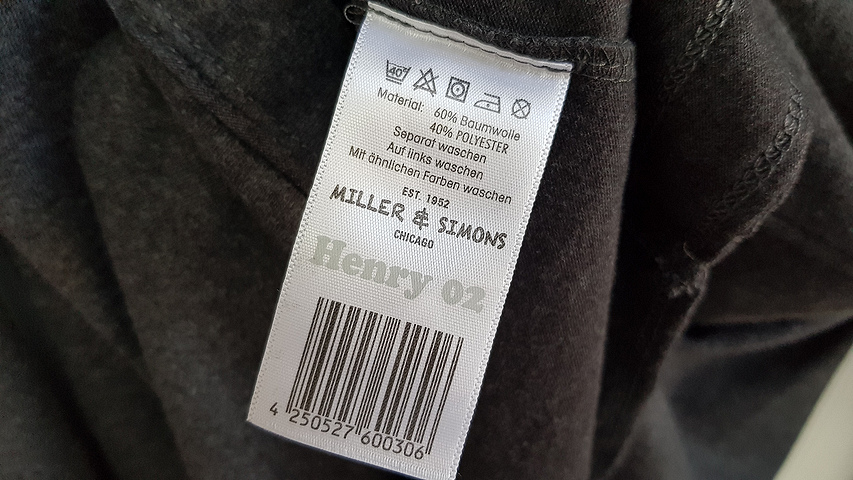 40°
Material: 60% Baumwolle
40% POLYESTER
Separat waschen
Auf links waschen
Mit ähnlichen Farben waschen
EST. 1952
MILLER & SIMONS
CHICAGO
Henry 02
4 250527 600306